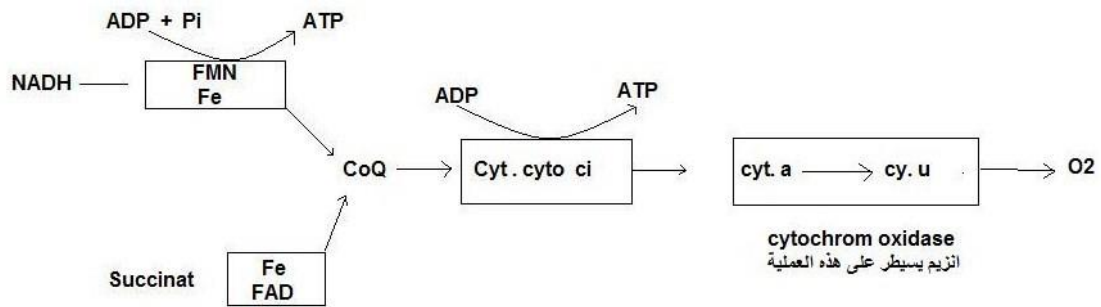 ADP + Pi ATP
NADH
FMN
Fe
ADP ATP
CoQ
Cyt . cyto ci
cyt. a cy. u
O2
cytochrom oxidase
انزيم يسيطر على هذه العملية
Succinat
Fe
FAD